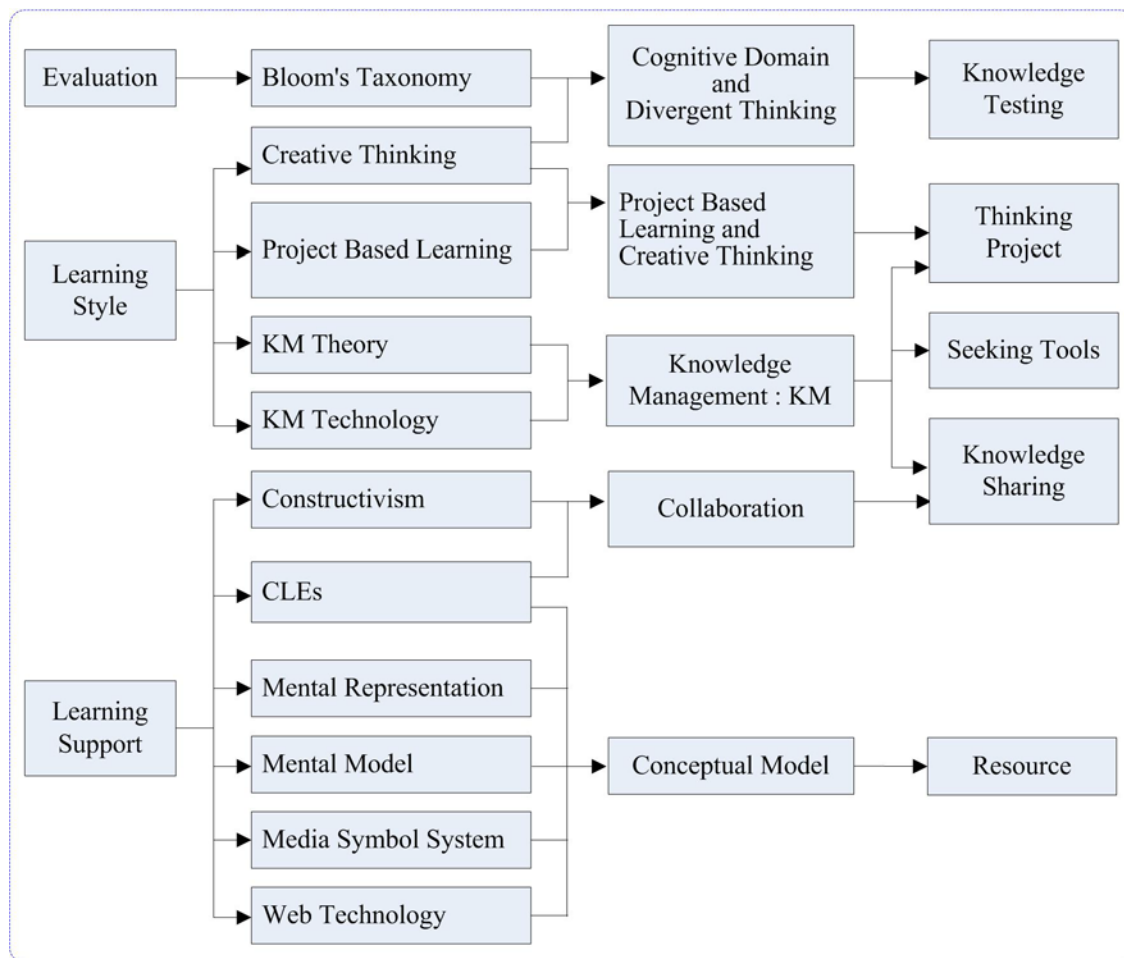 Evaluation
Bloom's Taxonomy
Cognitive Domain
and
Divergent Thinking
Knowledge
Testing
Creative Thinking
Project Based Learning
Project Based
Learning and
Creative Thinking
Thinking
Project
Learning
Style
KM Theory
KM Technology
Knowledge
Management : KM
Seeking Tools
Knowledge
Sharing
Constructivism
Collaboration
CLEs
Learning
Support
Mental Representation
Mental Model
Conceptual Model
Resource
Media Symbol System
Web Technology